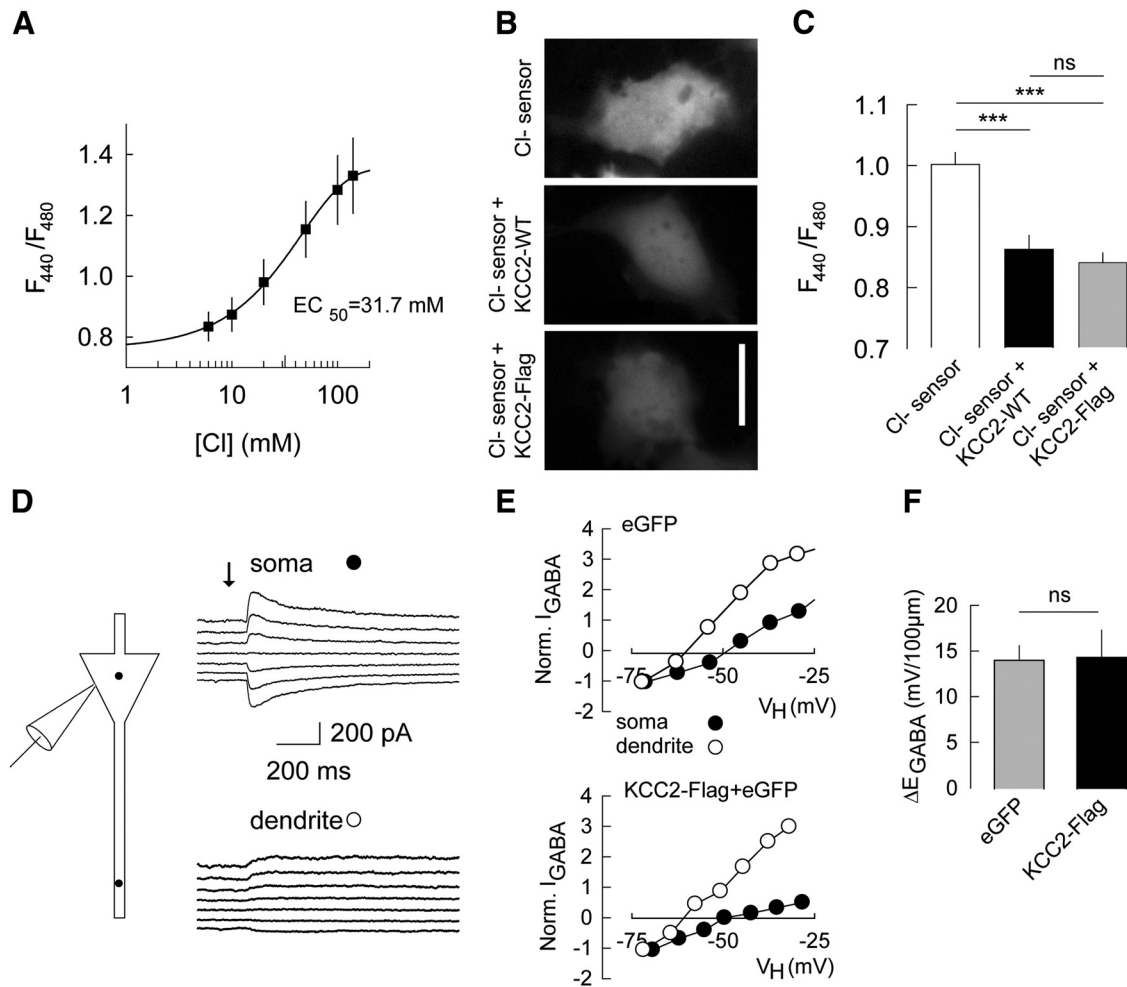 A
F440/F480
1.4
1.2
1.0
0.8
EC 50=31.7 mM
1
10
100
[Cl] (mM)
B
Cl- sensor
Cl- sensor +
KCC2-WT
Cl- sensor +
KCC2-Flag
C
ns
***
***
F440/F480
1.1
1.0
0.9
0.8
0.7
Cl- sensor
Cl- sensor +
KCC2-WT
Cl- sensor +
KCC2-Flag
D
soma
200 pA
200 ms
dendrite
E
eGFP
Norm. IGABA
4
3
2
1
0
-1
-2
-75
-50
-25
VH (mV)
soma
dendrite
KCC2-Flag+eGFP
Norm. IGABA
4
3
2
1
0
-1
-2
-75
-50
-25
VH (mV)
F
ns
ΔEGABA (mV/100µm)
20
15
10
5
0
eGFP
KCC2-Flag